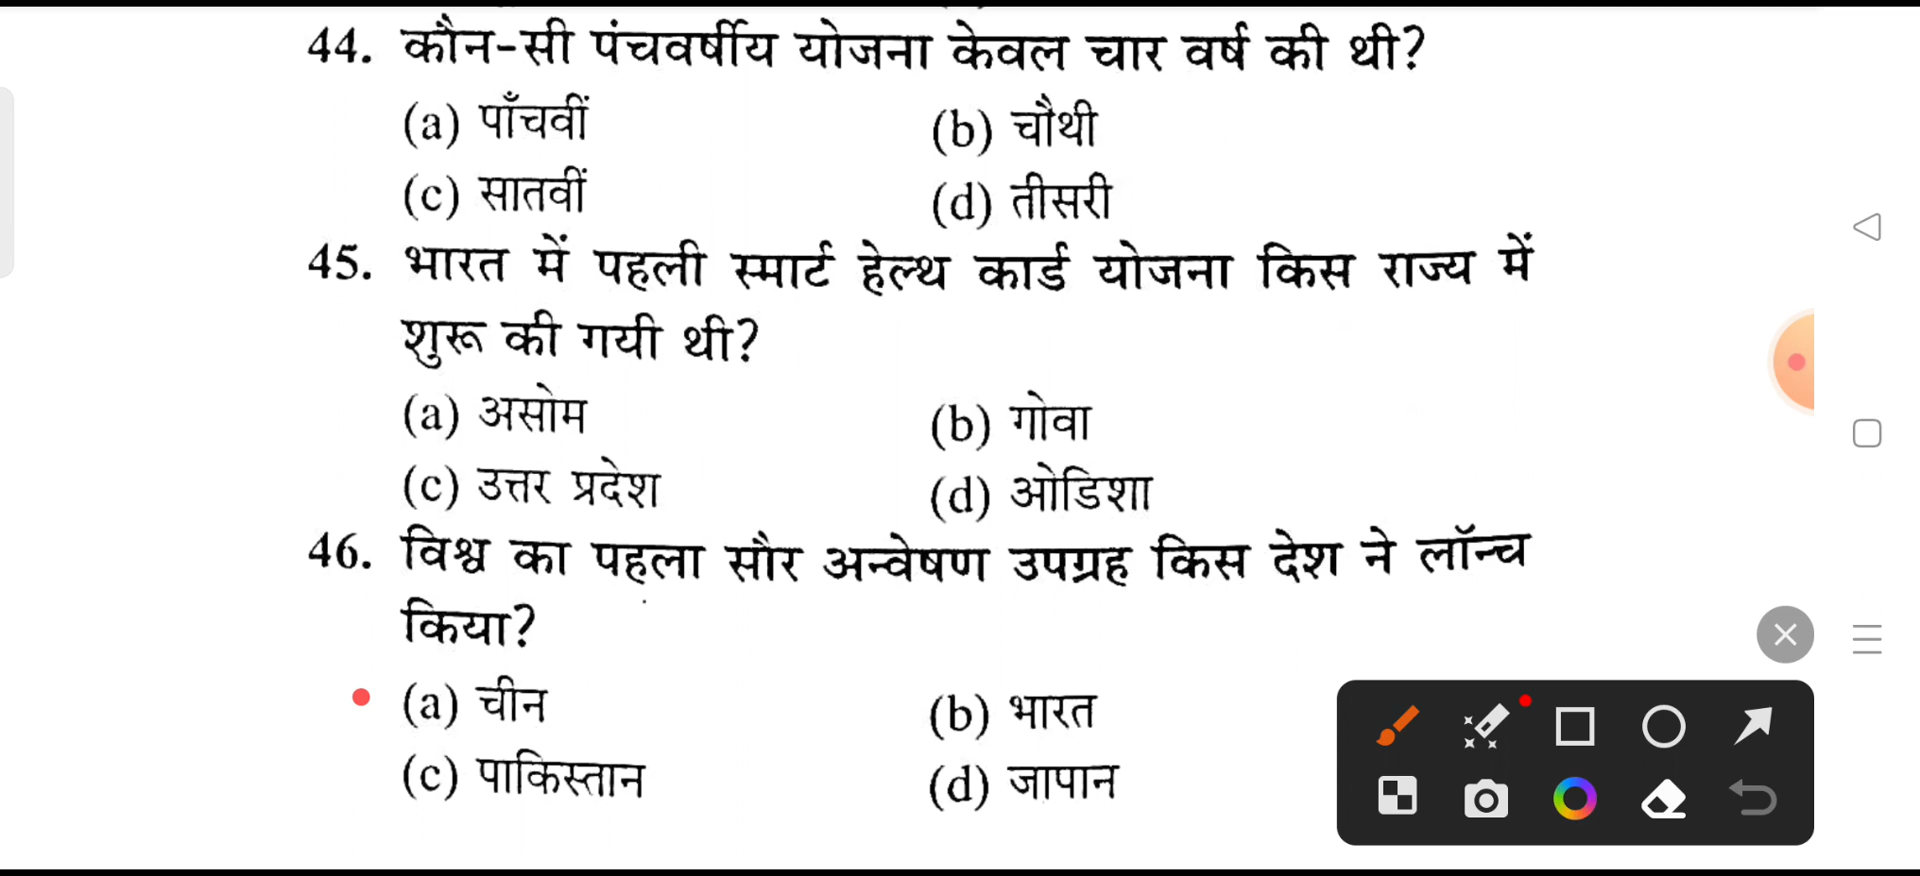 44. कौन-सी पंचवर्षीय योजना केवल चार वर्ष की थी?
(a) पाँचवीं (b) चौथी
(c) सातवीं (d) तीसरी
45. भारत में पहली स्मार्ट हेल्थ कार्ड योजना किस राज्य में
शुरू की गयी थी?
(a) असोम (b) गोवा
(c) उत्तर प्रदेश (d) ओडिशा
46. विश्व का पहला सौर अन्वेषण उपग्रह किस देश ने लॉन्च
किया?
(a) चीन (b) भारत
(c) पाकिस्तान (d) जापान